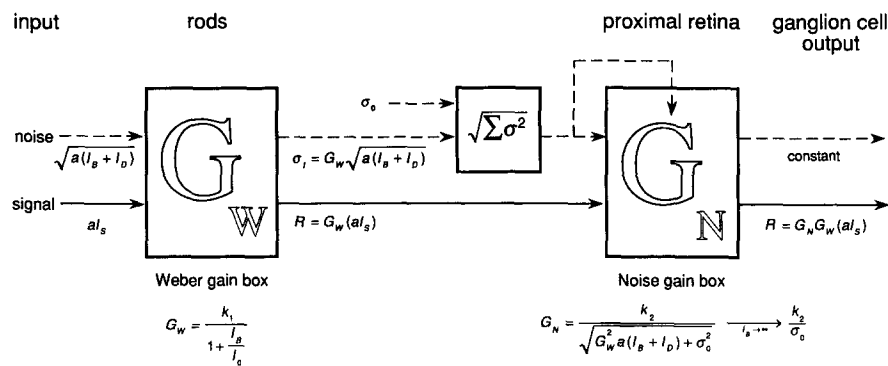 input
rods
proximal retina
ganglion cell
output
noise
√a(I_B + I_D)
signal
aI_S
G_W
σ_0
σ_I = G_W √a(I_B + I_D)
√Σσ²
R = G_W(aI_S)
G_N
constant
R = G_N G_W(aI_S)
Weber gain box
G_W = k_1 / (1 + I_B / I_0)
Noise gain box
G_N = k_2 / √(G_W² a(I_B + I_D) + σ_0²) → I_B→∞ k_2 / σ_0